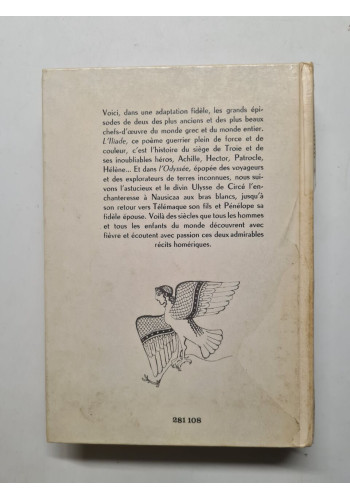 Voici, dans une adaptation fidèle, les grands épi-
sodes de deux des plus anciens et des plus beaux
chefs-d'œuvre du monde grec et du monde entier.
L'Iliade, ce poème guerrier plein de force et de
couleur, c'est l'histoire du siège de Troie et de
ses inoubliables héros, Achille, Hector, Patrocle,
Hélène... Et dans l'Odyssée, épopée des voyageurs
et des explorateurs de terres inconnues, nous sui-
vons l'astucieux et le divin Ulysse de Circé l'en-
chanteresse à Nausicaa aux bras blancs, jusqu'à
son retour vers Télémaque son fils et Pénélope sa
fidèle épouse. Voilà des siècles que tous les hommes
et tous les enfants du monde découvrent avec
fièvre et écoutent avec passion ces deux admirables
récits homériques.
281 108